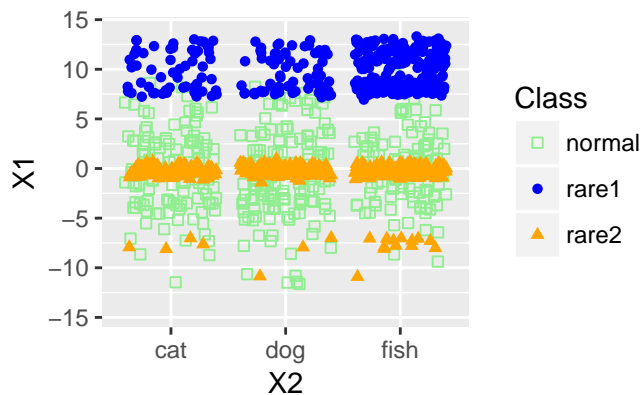 15
10
5
0
−5
−10
−15
X1
cat dog fish
X2
Class
normal
rare1
rare2